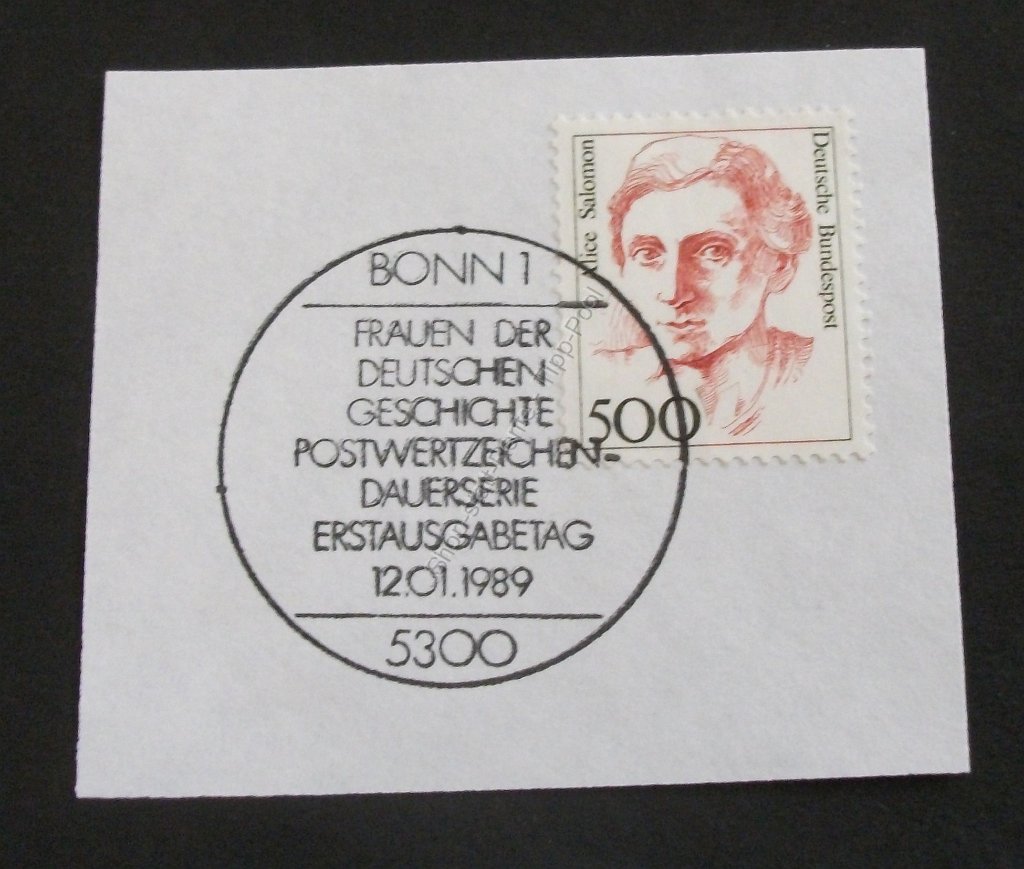 Alice Salomon
Deutsche Bundespost
500
BONN 1
FRAUEN DER
DEUTSCHEN
GESCHICHTE
POSTWERTZEICHEN-
DAUERSERIE
ERSTAUSGABETAG
12.01.1989
5300